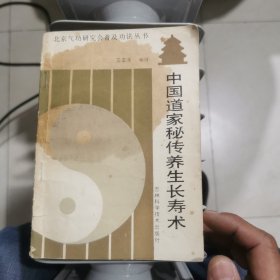 北京气功研究会普及功法丛书
中国道家秘传养生长寿术
吉林科学技术出版社